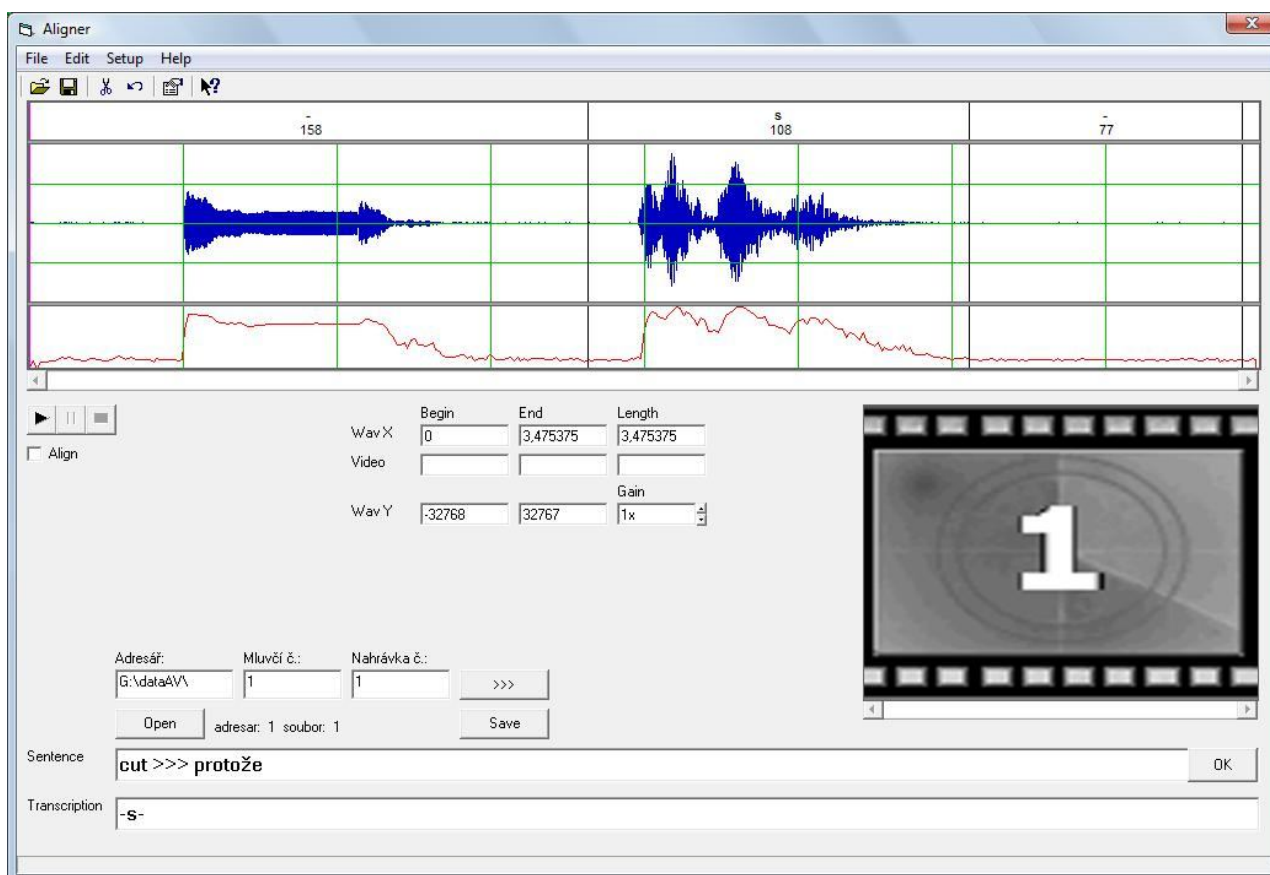 Aligner
File Edit Setup Help
- s -
158 108 77
Begin End Length
Wav X 0 3,475375 3,475375
Align
Video
Gain
Wav Y -32768 32767 1x
1
Adresář: Mluvčí č.: Nahrávka č.:
G:\dataAV\ 1 1 >>>
Open adresar: 1 soubor: 1 Save
Sentence cut >>> protože OK
Transcription -s-